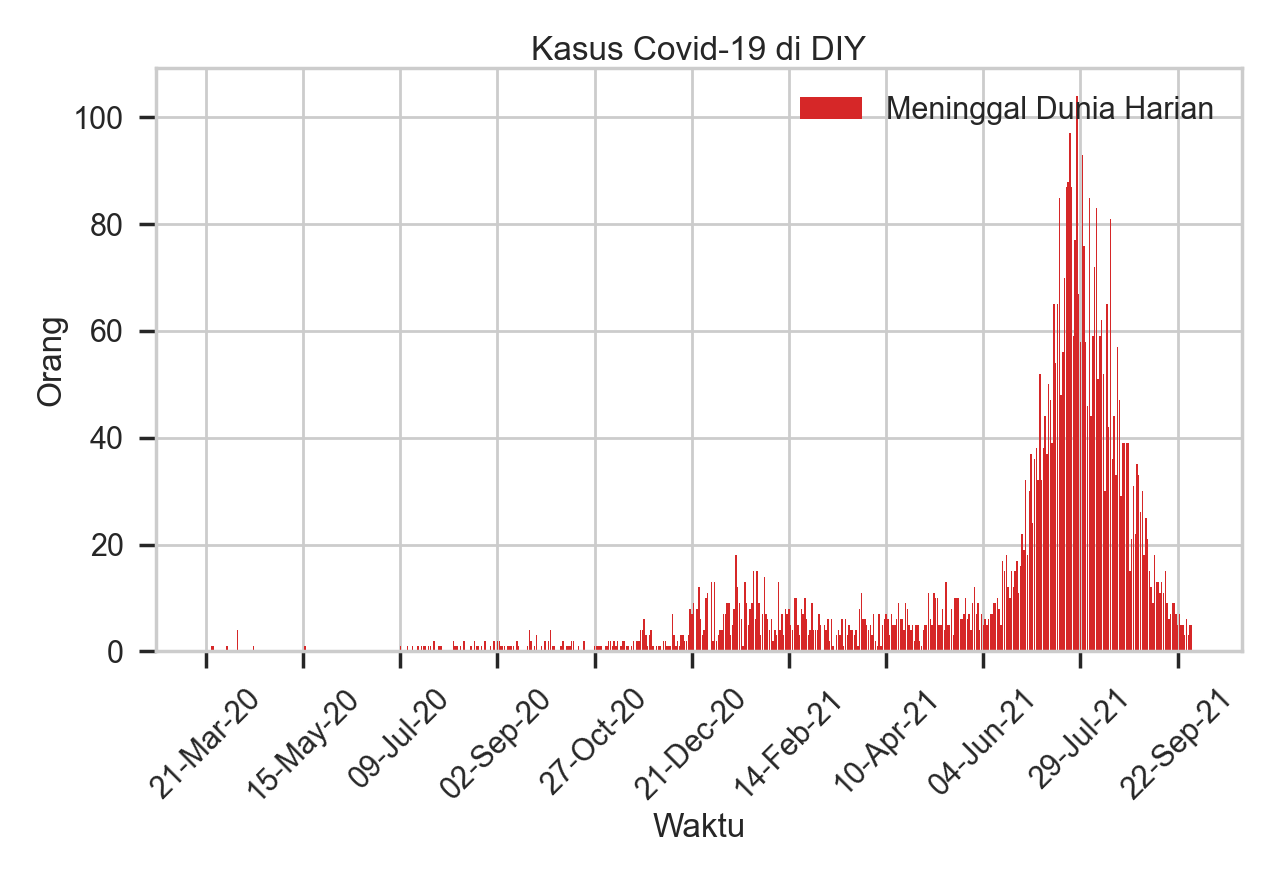 Kasus Covid-19 di DIY
Meninggal Dunia Harian
Orang
100
80
60
40
20
0
21-Mar-20
15-May-20
09-Jul-20
02-Sep-20
27-Oct-20
21-Dec-20
14-Feb-21
10-Apr-21
04-Jun-21
29-Jul-21
22-Sep-21
Waktu